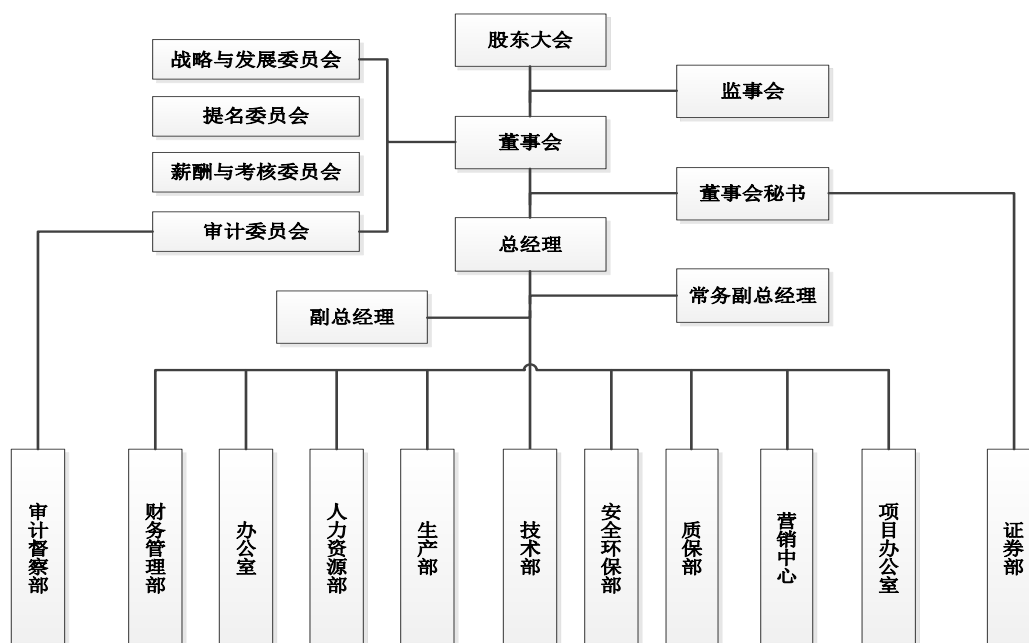 股东大会
战略与发展委员会
监事会
提名委员会
董事会
薪酬与考核委员会
董事会秘书
审计委员会
总经理
常务副总经理
副总经理
审计督察部
财务管理部
办公室
人力资源部
生产部
技术部
安全环保部
质保部
营销中心
项目办公室
证券部